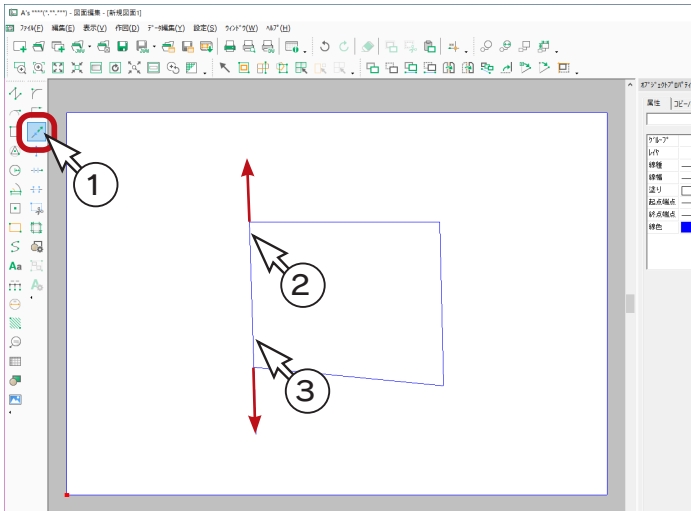 A's ****(*.**.***) - 図面編集 - [新規図面1]
ﾌｧｲﾙ(F) 編集(E) 表示(V) 作図(D) ﾃﾞｰﾀ編集(Y) 設定(S) ｳｨﾝﾄﾞｳ(W) ﾍﾙﾌﾟ(H)
ｵﾌﾞｼﾞｪｸﾄﾌﾟﾛﾊﾟﾃｨ
属性 ｺﾋﾟｰ/
ｸﾞﾙｰﾌﾟ
ﾚｲﾔ
線種
線幅
塗り
起点端点
終点端点
線色
Aa
1
2
3